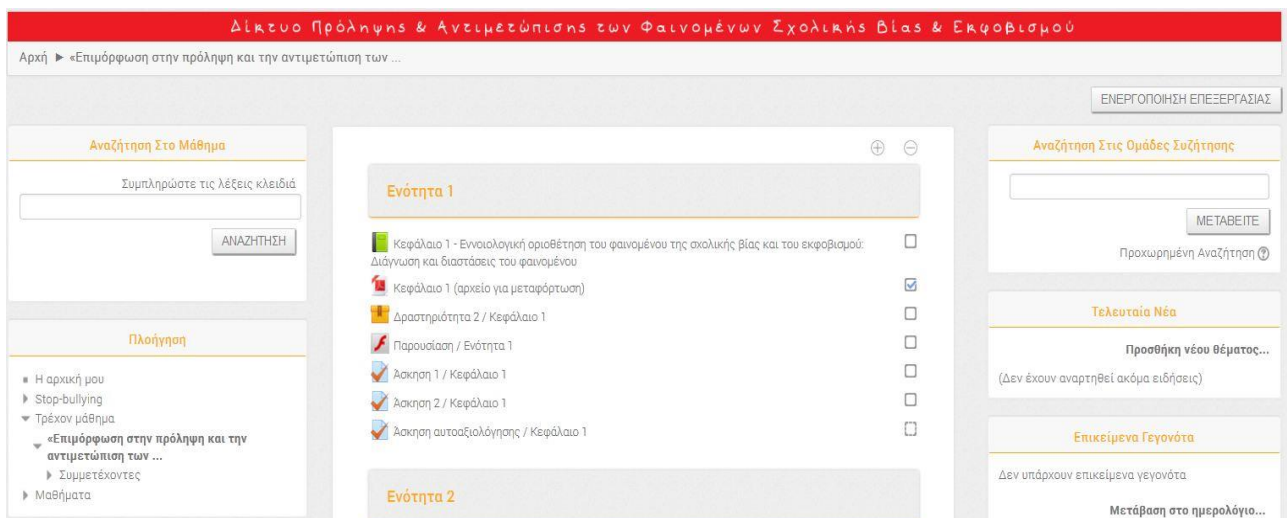 Δίκτυο Πρόληψης & Αντιμετώπισης των Φαινομένων Σχολικής Βίας & Εκφοβισμού
Αρχή ► «Επιμόρφωση στην πρόληψη και την αντιμετώπιση των ...
ΕΝΕΡΓΟΠΟΙΗΣΗ ΕΠΕΞΕΡΓΑΣΙΑΣ
Αναζήτηση Στο Μάθημα
Συμπληρώστε τις λέξεις κλειδιά
ΑΝΑΖΗΤΗΣΗ
Πλοήγηση
Η αρχική μου
Stop-bullying
Τρέχον μάθημα
«Επιμόρφωση στην πρόληψη και την
αντιμετώπιση των ...
Συμμετέχοντες
Μαθήματα
Ενότητα 1
Κεφάλαιο 1 - Εννοιολογική οριοθέτηση του φαινομένου της σχολικής βίας και του εκφοβισμού:
Διάγνωση και διαστάσεις του φαινομένου
Κεφάλαιο 1 (αρχείο για μεταφόρτωση)
Δραστηριότητα 2 / Κεφάλαιο 1
Παρουσίαση / Ενότητα 1
Άσκηση 1 / Κεφάλαιο 1
Άσκηση 2 / Κεφάλαιο 1
Άσκηση αυτοαξιολόγησης / Κεφάλαιο 1
Ενότητα 2
Αναζήτηση Στις Ομάδες Συζήτησης
ΜΕΤΑΒΕΙΤΕ
Προχωρημένη Αναζήτηση
Τελευταία Νέα
Προσθήκη νέου θέματος...
(Δεν έχουν αναρτηθεί ακόμα ειδήσεις)
Επικείμενα Γεγονότα
Δεν υπάρχουν επικείμενα γεγονότα
Μετάβαση στο ημερολόγιο...